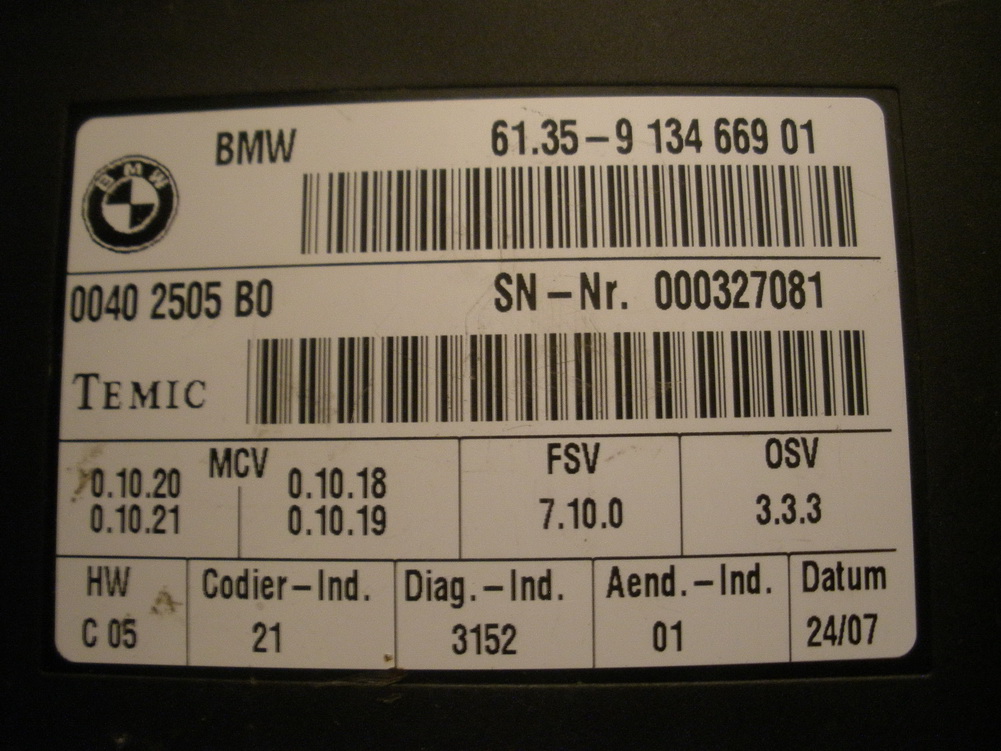 BMW 61.35-9 134 669 01
BMW
0040 2505 B0 SN-Nr. 000327081
TEMIC
MCV FSV OSV
0.10.20 0.10.18 7.10.0 3.3.3
0.10.21 0.10.19
HW Codier-Ind. Diag.-Ind. Aend.-Ind. Datum
C 05 21 3152 01 24/07